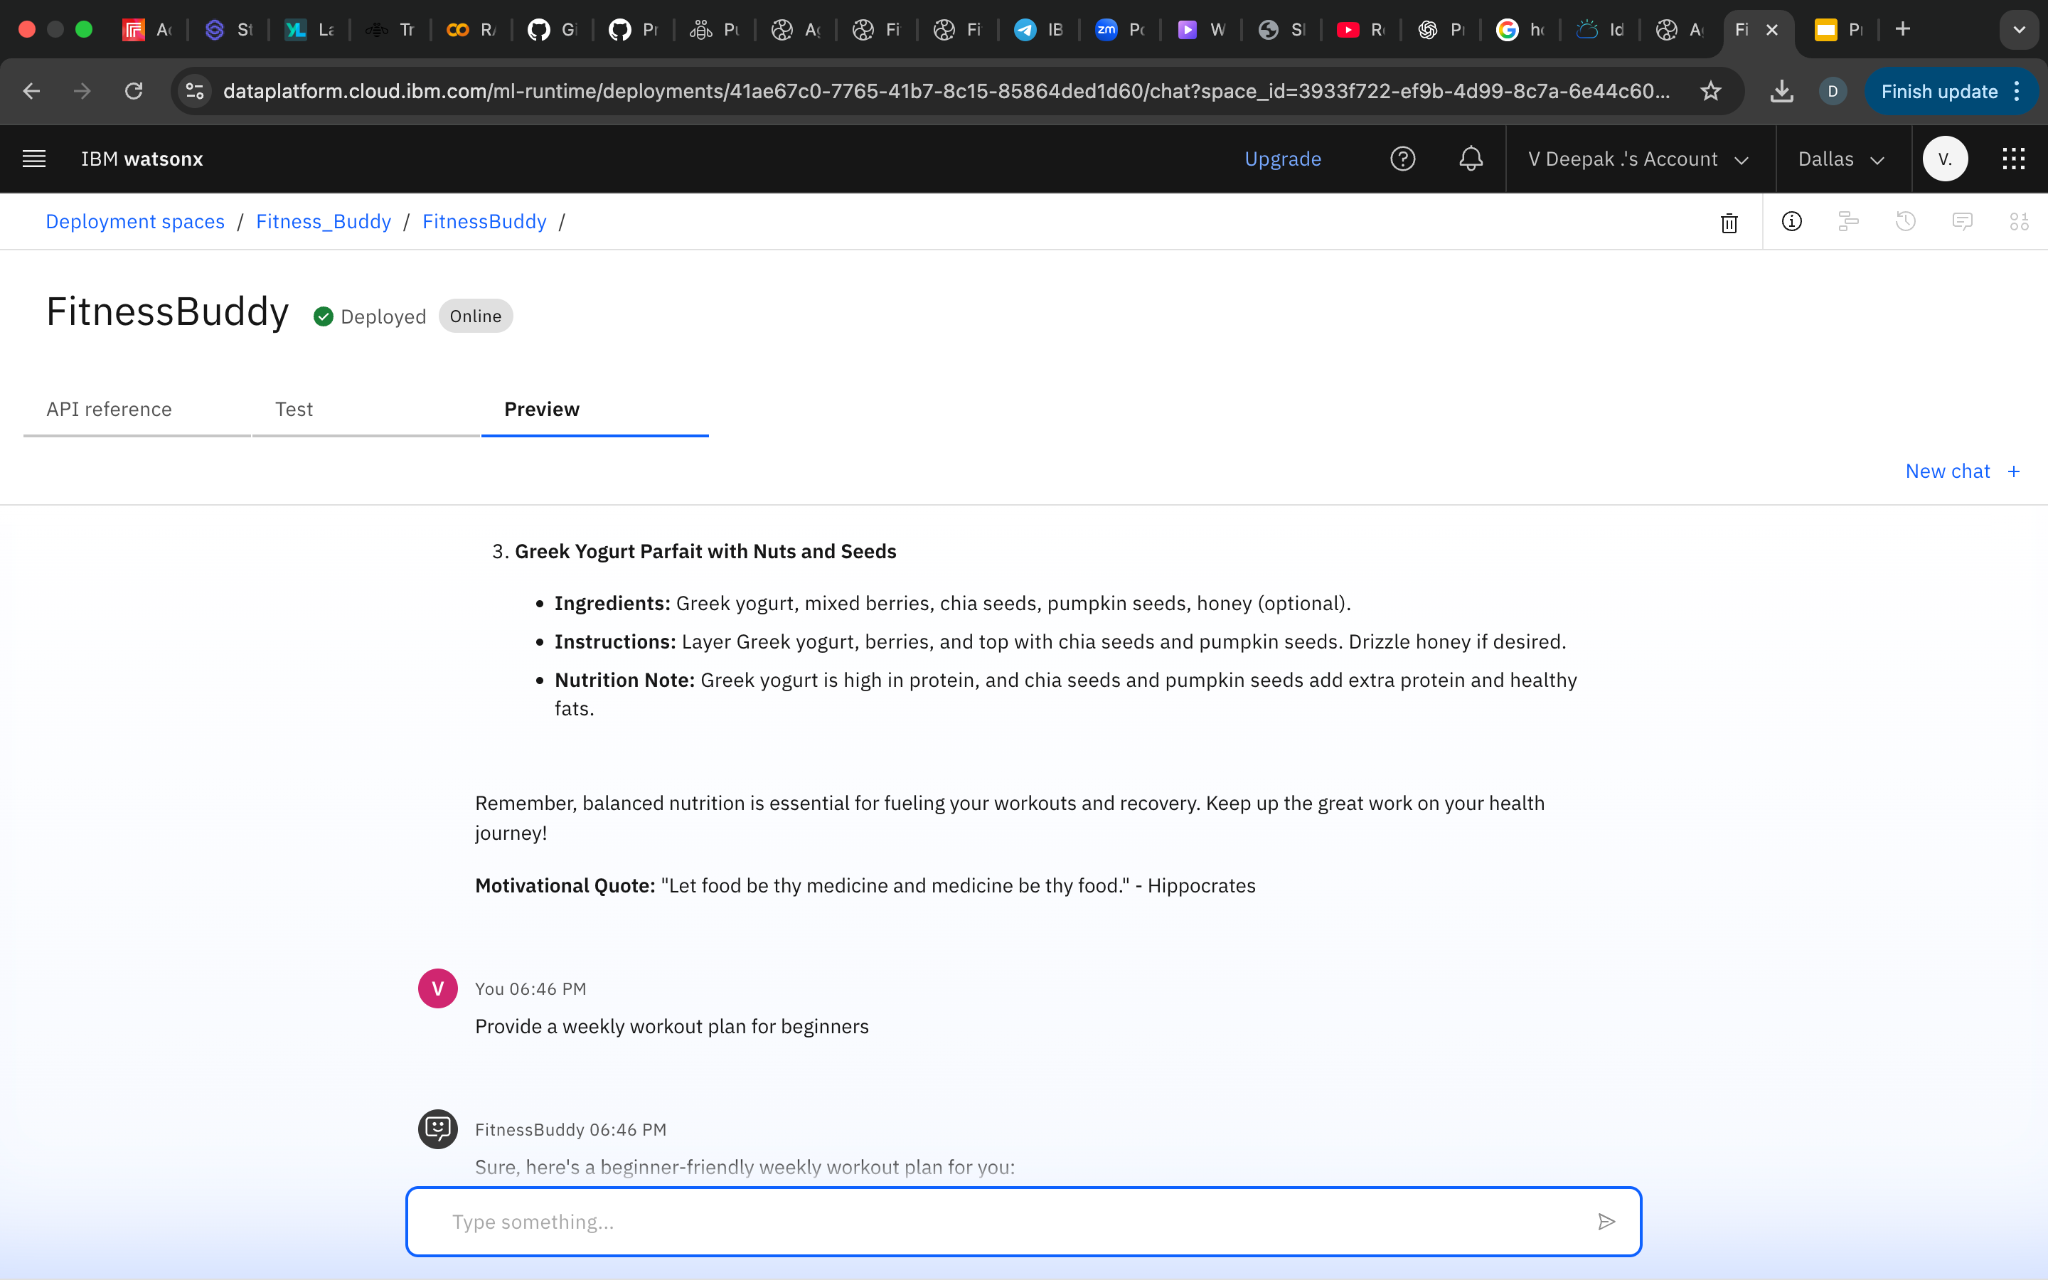 dataplatform.cloud.ibm.com/ml-runtime/deployments/41ae67c0-7765-41b7-8c15-85864ded1d60/chat?space_id=3933f722-ef9b-4d99-8c7a-6e44c60...
D
Finish update
IBM watsonx
Upgrade
V Deepak .'s Account
Dallas
V.
Deployment spaces / Fitness_Buddy / FitnessBuddy /
FitnessBuddy
Deployed
Online
API reference
Test
Preview
New chat +
3. Greek Yogurt Parfait with Nuts and Seeds
• Ingredients: Greek yogurt, mixed berries, chia seeds, pumpkin seeds, honey (optional).
• Instructions: Layer Greek yogurt, berries, and top with chia seeds and pumpkin seeds. Drizzle honey if desired.
• Nutrition Note: Greek yogurt is high in protein, and chia seeds and pumpkin seeds add extra protein and healthy
fats.
Remember, balanced nutrition is essential for fueling your workouts and recovery. Keep up the great work on your health
journey!
Motivational Quote: "Let food be thy medicine and medicine be thy food." - Hippocrates
V
You 06:46 PM
Provide a weekly workout plan for beginners
FitnessBuddy 06:46 PM
Sure, here's a beginner-friendly weekly workout plan for you:
Type something...